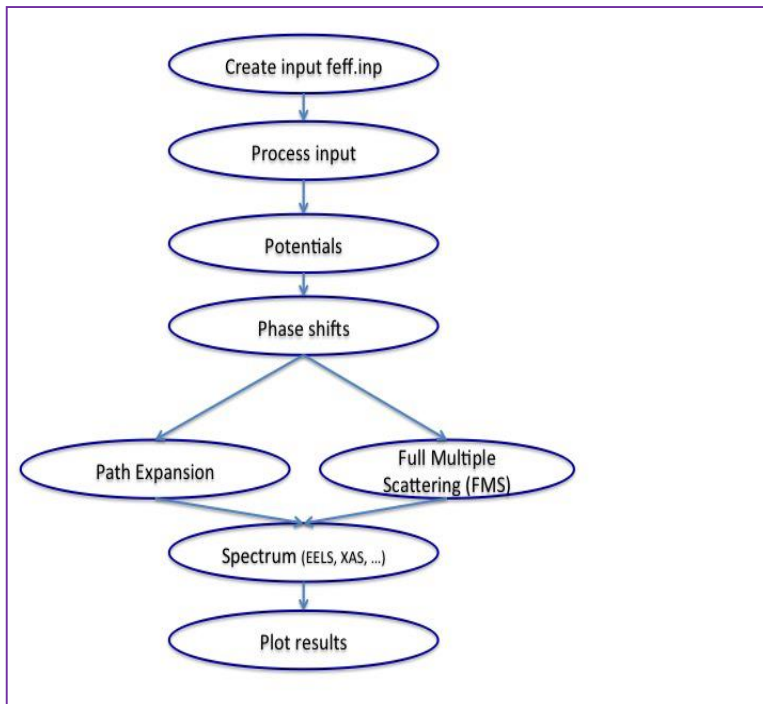 Create input feff.inp
Process input
Potentials
Phase shifts
Path Expansion
Full Multiple
Scattering (FMS)
Spectrum (EELS, XAS, ...)
Plot results